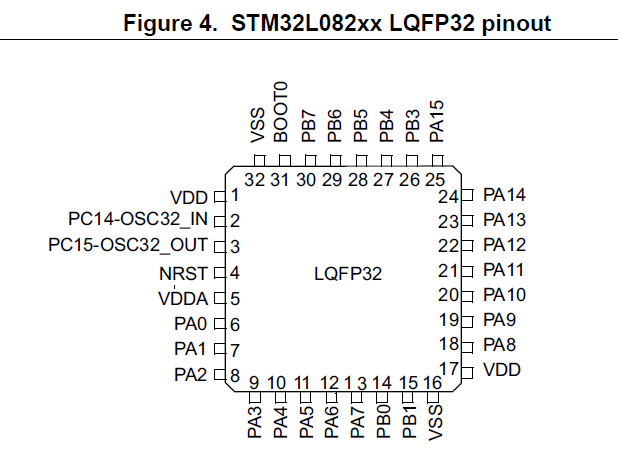 Figure 4. STM32L082xx LQFP32 pinout
VSS
BOOT0
PB7
PB6
PB5
PB4
PB3
PA15
32 31 30 29 28 27 26 25
VDD 1
PC14-OSC32_IN 2
PC15-OSC32_OUT 3
NRST 4
VDDA 5
PA0 6
PA1 7
PA2 8
LQFP32
24 PA14
23 PA13
22 PA12
21 PA11
20 PA10
19 PA9
18 PA8
17 VDD
9 10 11 12 13 14 15 16
PA3
PA4
PA5
PA6
PA7
PB0
PB1
VSS